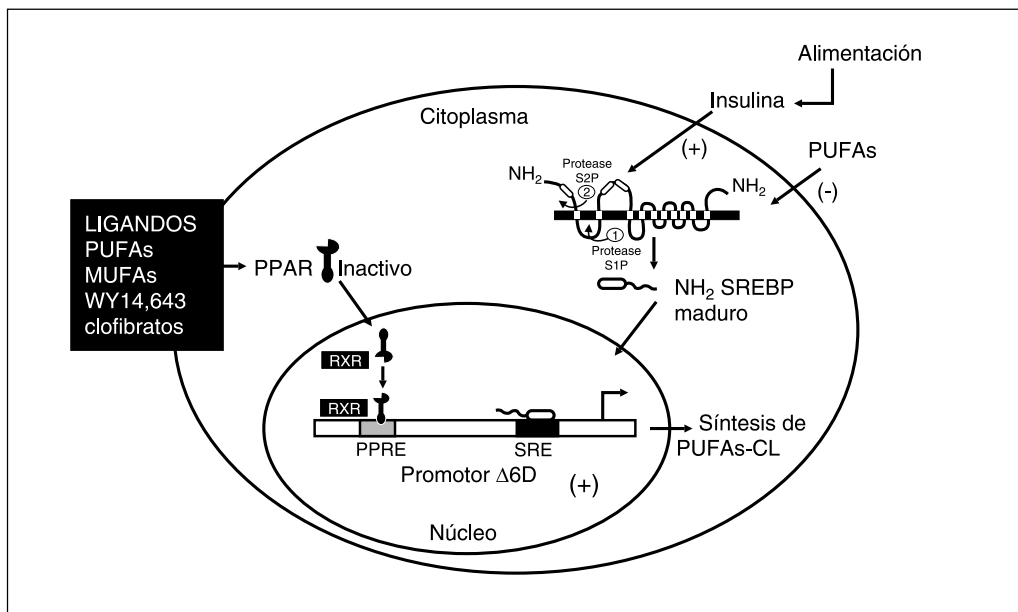 Alimentación
Insulina
Citoplasma
(+)
PUFAs
(-)
Protease
S2P
NH2
2
NH2
1
Protease
S1P
LIGANDOS
PUFAs
MUFAs
WY14,643
clofibratos
PPAR
Inactivo
NH2 SREBP
maduro
RXR
RXR
PPRE
SRE
Síntesis de
PUFAs-CL
Promotor Δ6D
(+)
Núcleo